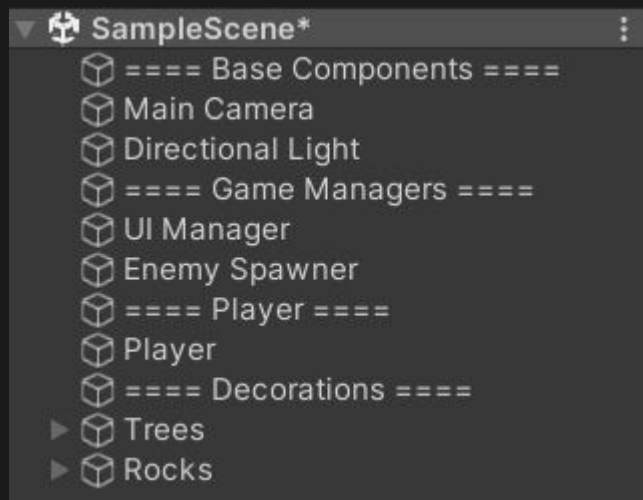 SampleScene*
==== Base Components ====
Main Camera
Directional Light
==== Game Managers ====
UI Manager
Enemy Spawner
==== Player ====
Player
==== Decorations ====
Trees
Rocks